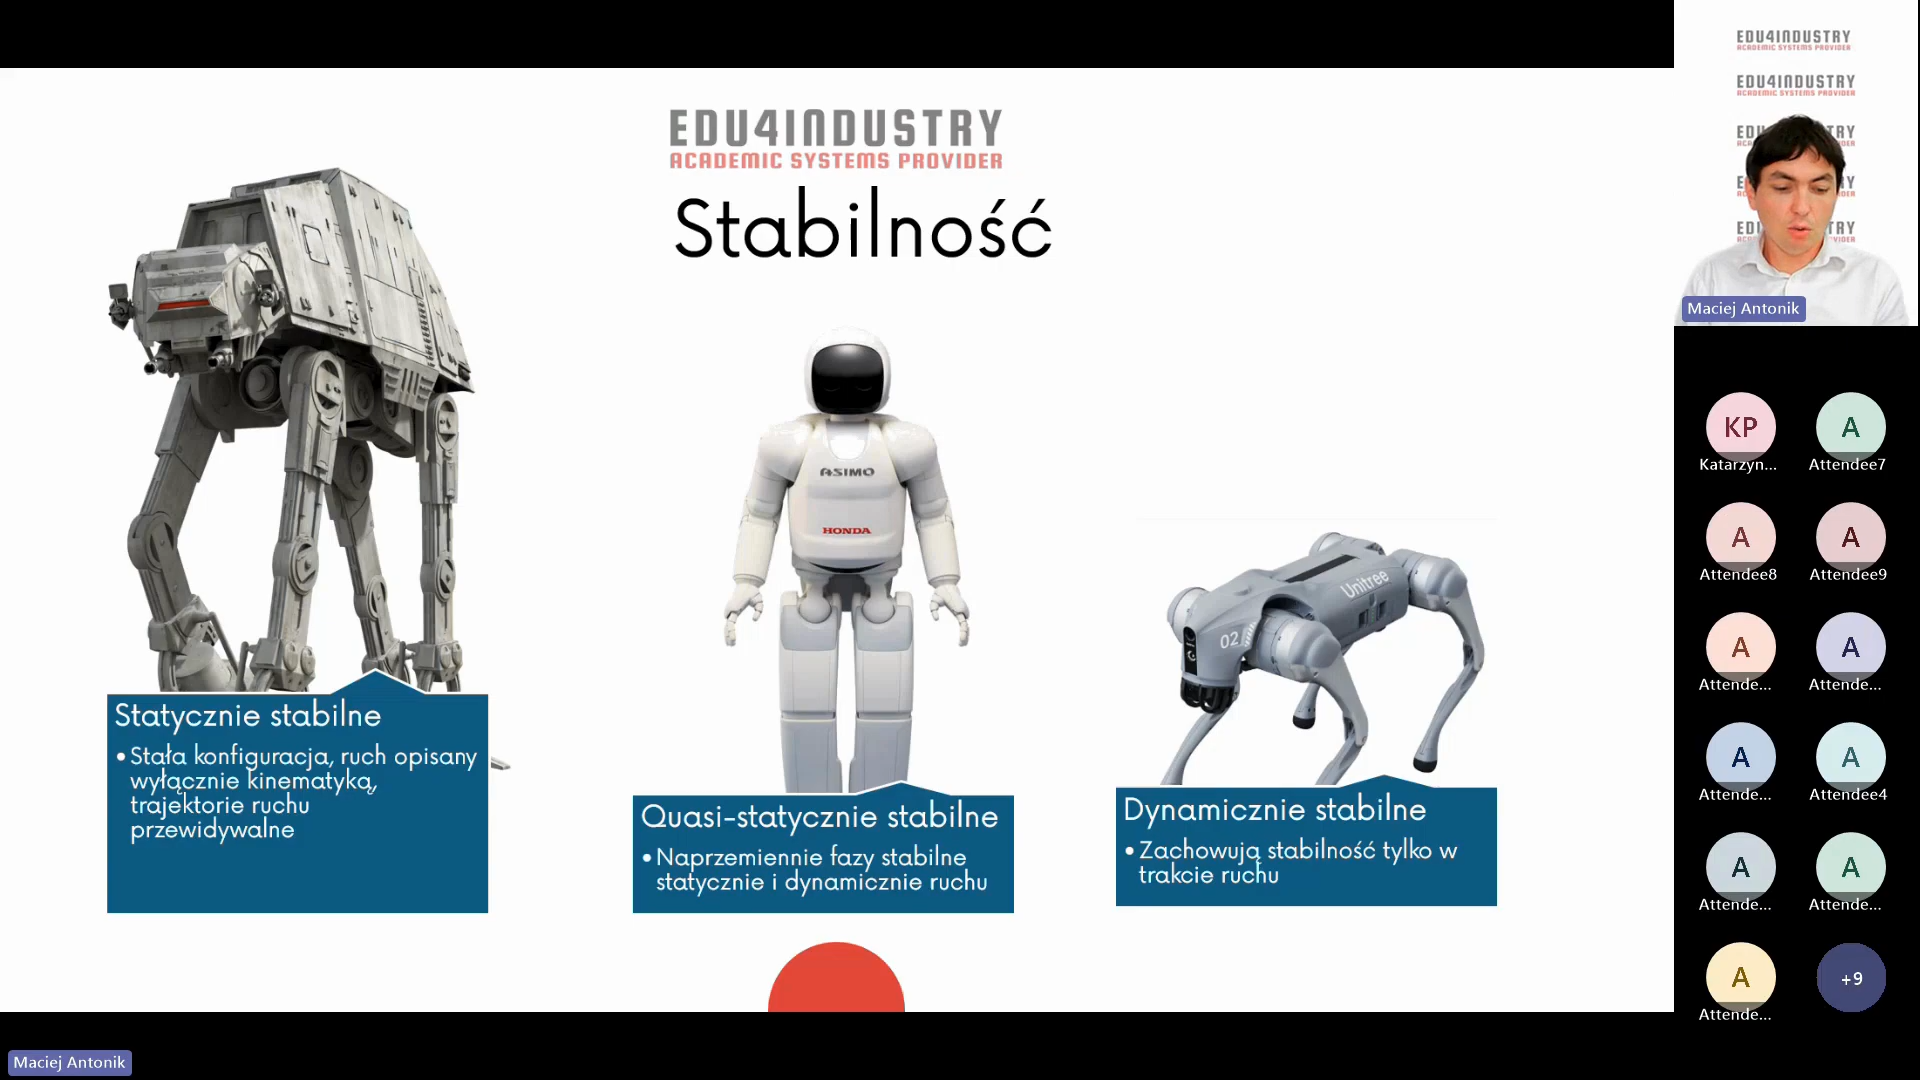 EDU4INDUSTRY
ACADEMIC SYSTEMS PROVIDER
Stabilność
ASIMO
HONDA
Unitree
02
Statycznie stabilne
•Stała konfiguracja, ruch opisany
wyłącznie kinematyką,
trajektorie ruchu
przewidywalne
Quasi-statycznie stabilne
•Naprzemiennie fazy stabilne
statycznie i dynamicznie ruchu
Dynamicznie stabilne
•Zachowują stabilność tylko w
trakcie ruchu
EDU4INDUSTRY
ACADEMIC SYSTEMS PROVIDER
EDU4INDUSTRY
ACADEMIC SYSTEMS PROVIDER
Maciej Antonik
KP
Katarzyn...
A
Attendee7
A
Attendee8
A
Attendee9
A
Attende...
A
Attende...
A
Attende...
A
Attendee4
A
Attende...
A
Attende...
A
Attende...
+9
Maciej Antonik